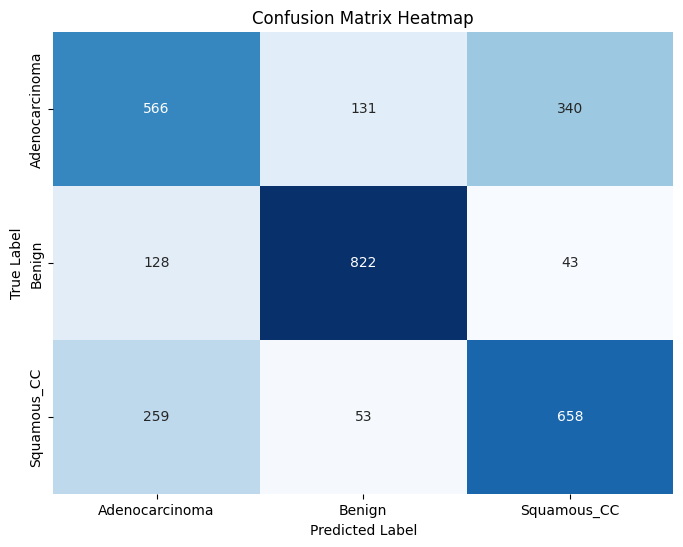 Confusion Matrix Heatmap
True Label
Adenocarcinoma
566 131 340
Benign
128 822 43
Squamous_CC
259 53 658
Adenocarcinoma Benign Squamous_CC
Predicted Label